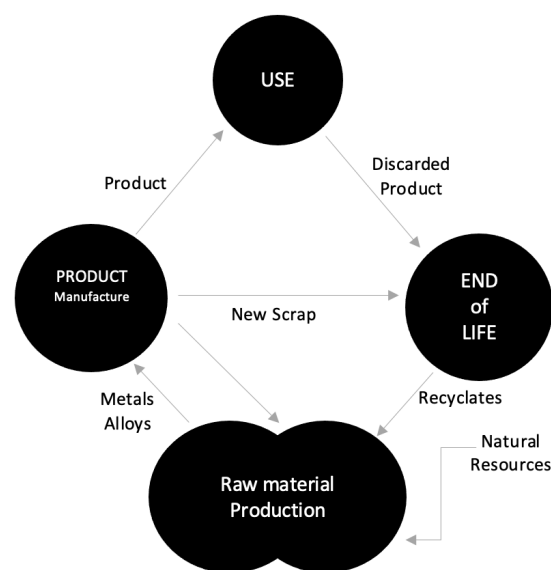 USE
Product
Discarded
Product
PRODUCT
Manufacture
END
of
LIFE
New Scrap
Metals
Alloys
Recyclates
Natural
Resources
Raw material
Production